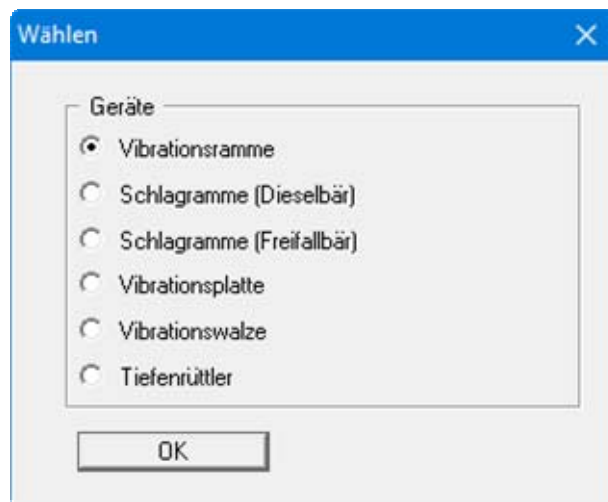 Wählen
Geräte
Vibrationsramme
Schlagramme (Dieselbär)
Schlagramme (Freifallbär)
Vibrationsplatte
Vibrationswalze
Tiefenrüttler
OK